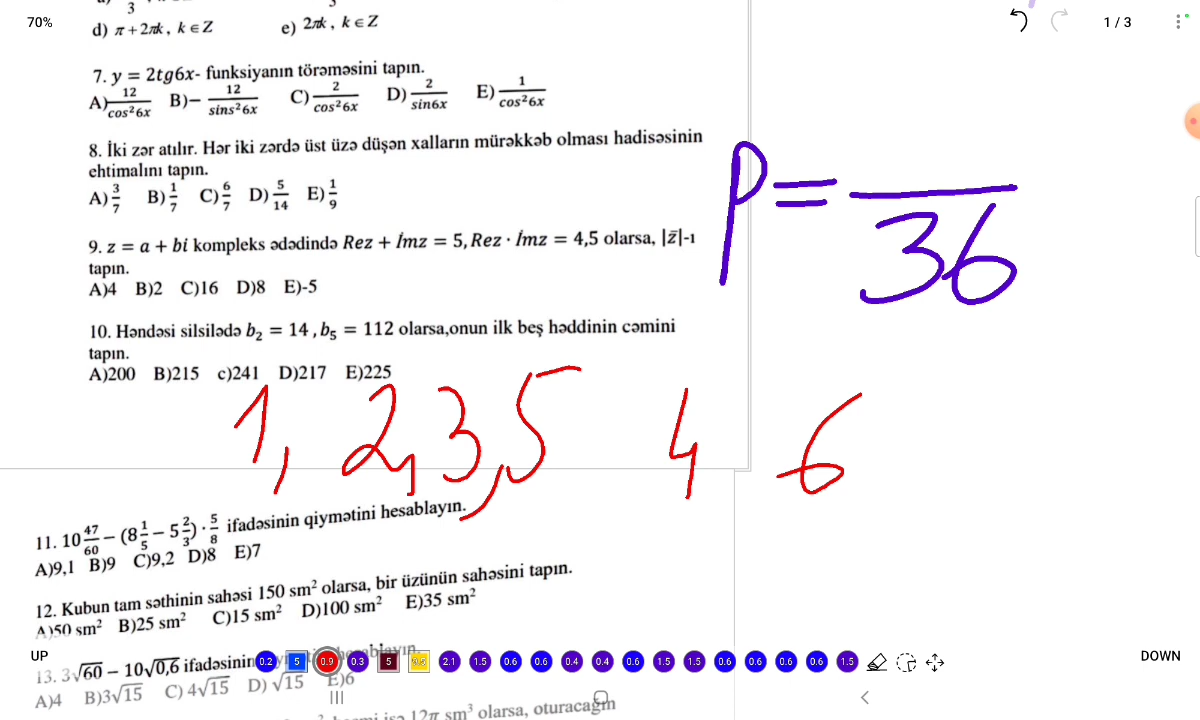 70%
1 / 3
3
d) π + 2πk , k ∈ Z e) 2πk , k ∈ Z
7. y = 2tg6x- funksiyanın törəməsini tapın.
A) 12/cos²6x B)− 12/sins²6x C) 2/cos²6x D) 2/sin6x E) 1/cos²6x
8. İki zər atılır. Hər iki zərdə üst üzə düşən xalların mürəkkəb olması hadisəsinin
ehtimalını tapın.
A) 3/7 B) 1/7 C) 6/7 D) 5/14 E) 1/9
P = /36
9. z = a + bi kompleks ədədində Rez + İmz = 5, Rez · İmz = 4,5 olarsa, |z̄|-ı
tapın.
A)4 B)2 C)16 D)8 E)-5
10. Həndəsi silsilədə b₂ = 14 , b₅ = 112 olarsa,onun ilk beş həddinin cəmini
tapın.
A)200 B)215 c)241 D)217 E)225
1, 2, 3, 5 4 6
11. 10 47/60 − (8 1/5 − 5 2/3) · 5/8 ifadəsinin qiymətini hesablayın.
A)9,1 B)9 C)9,2 D)8 E)7
12. Kubun tam səthinin sahəsi 150 sm² olarsa, bir üzünün sahəsini tapın.
A)50 sm² B)25 sm² C)15 sm² D)100 sm² E)35 sm²
UP
0.2 5 0.9 0.3 5 9.5 2.1 1.5 0.6 0.6 0.4 0.4 0.6 1.5 1.5 0.6 0.6 0.6 0.6 1.5
DOWN
13. 3√60 − 10√0,6 ifadəsinin hesablayın.
A)4 B)3√15 C) 4√15 D) √15 E)6
12π sm³ olarsa, oturacağın